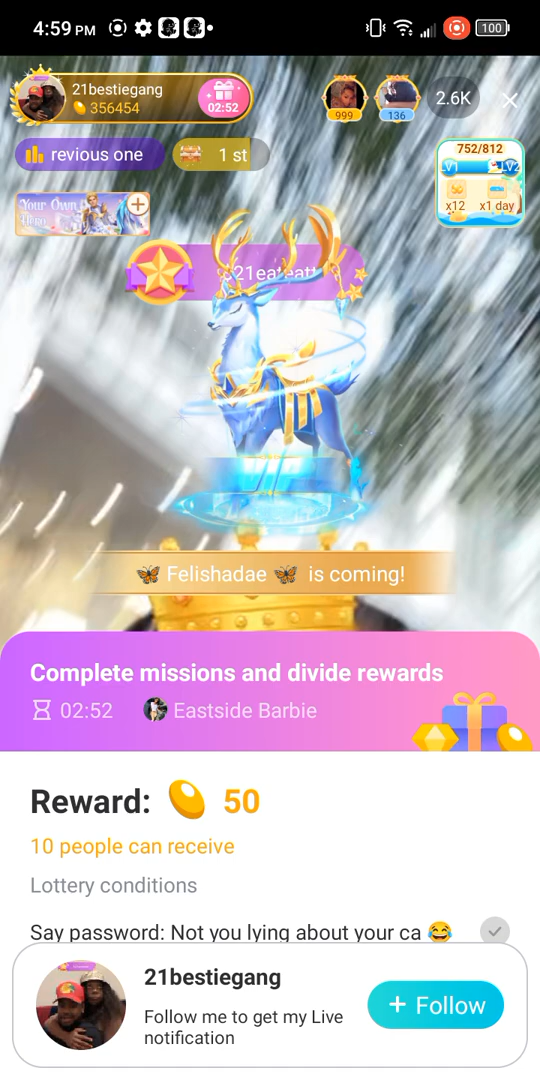 4:59 PM
100
21bestiegang
356454
02:52
999
136
2.6K
revious one
1 st
752/812
LV1
LV2
x12
x1 day
Your Own
Hero
Felishadae is coming!
Complete missions and divide rewards
02:52
Eastside Barbie
Reward: 50
10 people can receive
Lottery conditions
Say password: Not you lying about your ca 😂
21bestiegang
Follow me to get my Live
notification
+ Follow